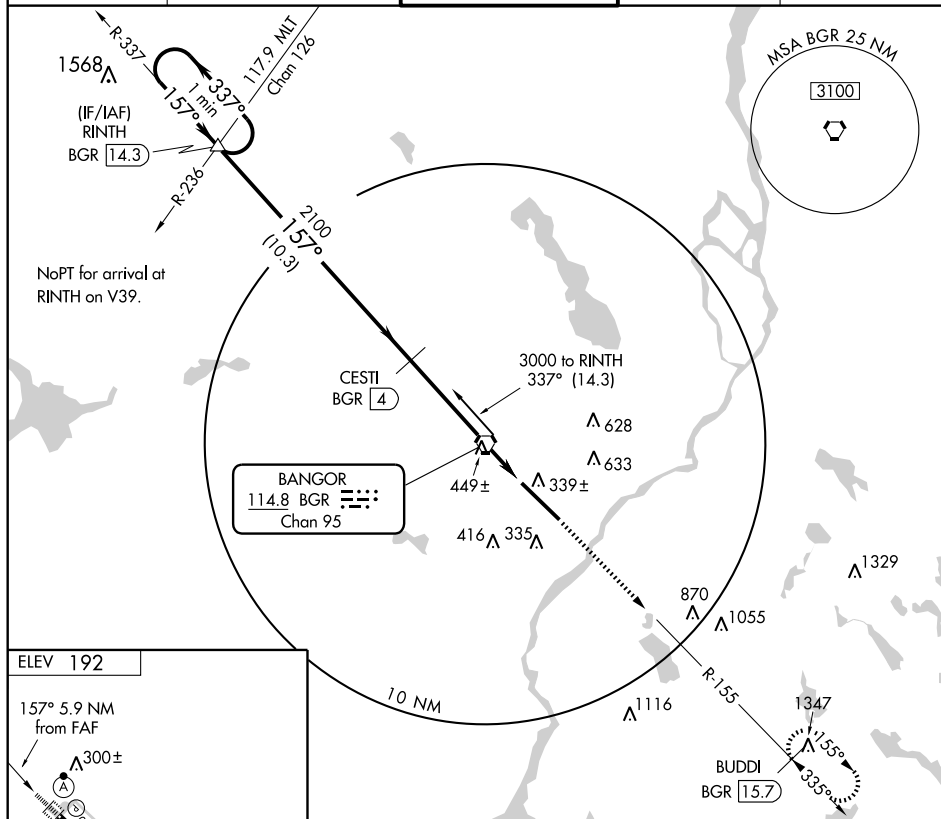 R-337
1568
117.9 MLT
Chan 126
337°
1 min
157°
(IF/IAF)
RINTH
BGR 14.3
R-236
MSA BGR 25 NM
3100
2100
157°
(10.3)
NoPT for arrival at
RINTH on V39.
CESTI
BGR 4
3000 to RINTH
337° (14.3)
628
633
BANGOR
114.8 BGR
Chan 95
449±
339±
416
335
1329
870
1055
R-155
10 NM
1116
1347
155°
335°
BUDDI
BGR 15.7
ELEV 192
157° 5.9 NM
from FAF
300±
A
P